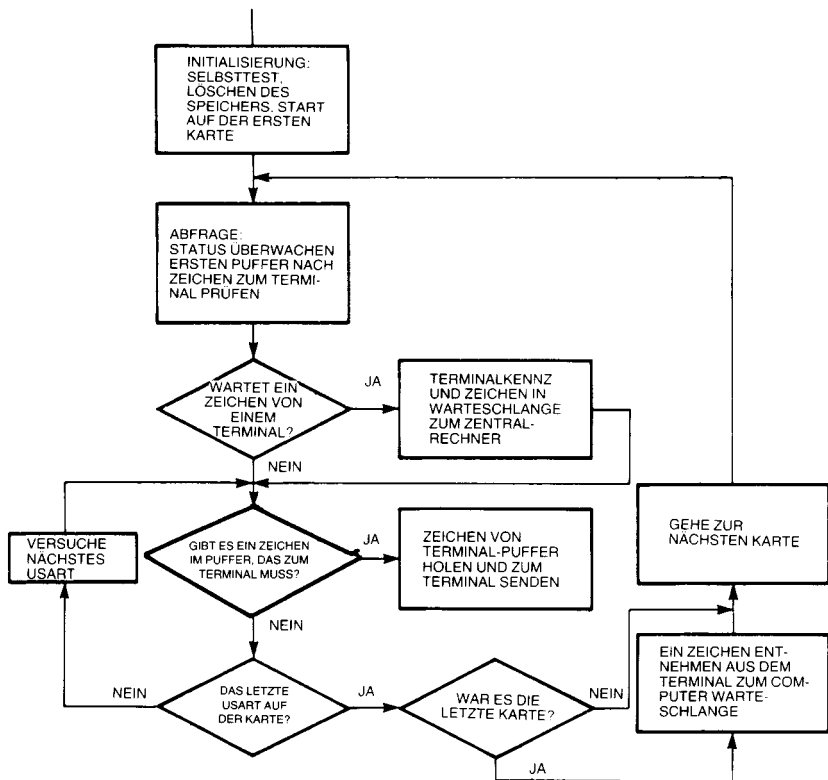 INITIALISIERUNG:
SELBSTTEST,
LÖSCHEN DES
SPEICHERS, START
AUF DER ERSTEN
KARTE
ABFRAGE:
STATUS ÜBERWACHEN
ERSTEN PUFFER NACH
ZEICHEN ZUM TERMI-
NAL PRÜFEN
WARTET EIN
ZEICHEN VON
EINEM
TERMINAL?
JA
NEIN
TERMINALKENNZ
UND ZEICHEN IN
WARTESCHLANGE
ZUM ZENTRAL-
RECHNER
VERSUCHE
NÄCHSTES
USART
GIBT ES EIN ZEICHEN
IM PUFFER, DAS ZUM
TERMINAL MUSS?
JA
NEIN
ZEICHEN VON
TERMINAL-PUFFER
HOLEN UND ZUM
TERMINAL SENDEN
GEHE ZUR
NÄCHSTEN KARTE
NEIN
DAS LETZTE
USART AUF
DER KARTE?
JA
WAR ES DIE
LETZTE KARTE?
NEIN
JA
EIN ZEICHEN ENT-
NEHMEN AUS DEM
TERMINAL ZUM COM-
PUTER WARTE-
SCHLANGE